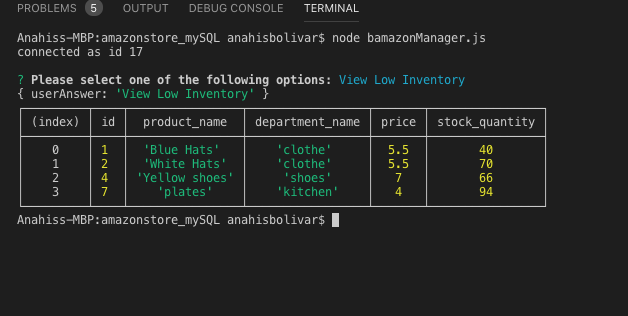 PROBLEMS 5 OUTPUT DEBUG CONSOLE TERMINAL
Anahiss-MBP:amazonstore_mySQL anahisbolivar$ node bamazonManager.js
connected as id 17
? Please select one of the following options: View Low Inventory
{ userAnswer: 'View Low Inventory' }
(index) id product_name department_name price stock_quantity
0 1 'Blue Hats' 'clothe' 5.5 40
1 2 'White Hats' 'clothe' 5.5 70
2 4 'Yellow shoes' 'shoes' 7 66
3 7 'plates' 'kitchen' 4 94
Anahiss-MBP:amazonstore_mySQL anahisbolivar$